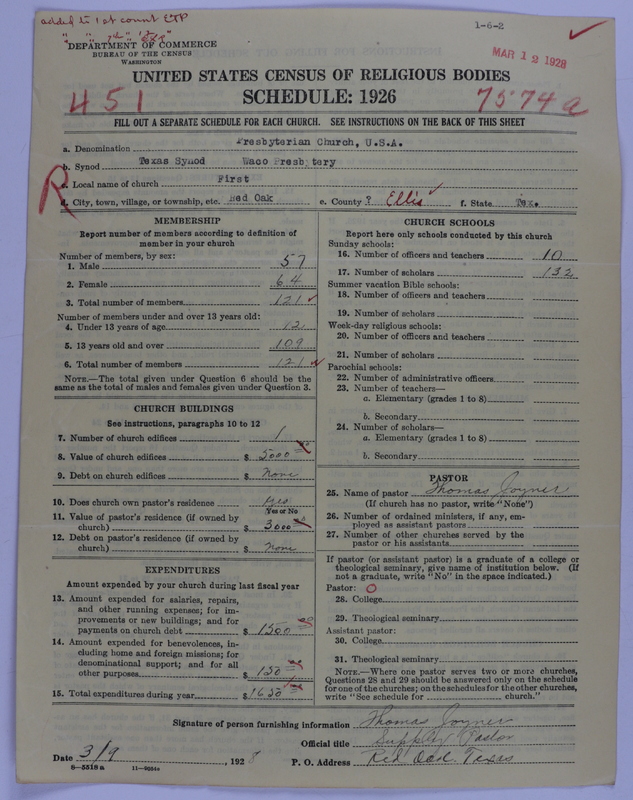 added to 1st count ETP
1-6-2
DEPARTMENT OF COMMERCE
BUREAU OF THE CENSUS
WASHINGTON
MAR 12 1928
UNITED STATES CENSUS OF RELIGIOUS BODIES
SCHEDULE: 1926
451
7574a
FILL OUT A SEPARATE SCHEDULE FOR EACH CHURCH. SEE INSTRUCTIONS ON THE BACK OF THIS SHEET
a. Denomination Presbyterian Church, U.S.A.
b. Synod Texas Synod Waco Presbytery
R
c. Local name of church First
d. City, town, village, or township, etc. Red Oak e. County ? Ellis f. State Tex.
MEMBERSHIP
Report number of members according to definition of
member in your church
Number of members, by sex:
1. Male 57
2. Female 64
3. Total number of members 121
Number of members under and over 13 years old:
4. Under 13 years of age 12
5. 13 years old and over 109
6. Total number of members 121
NOTE.—The total given under Question 6 should be the
same as the total of males and females given under Question 3.
CHURCH BUILDINGS
See instructions, paragraphs 10 to 12
7. Number of church edifices 1
8. Value of church edifices $ 5000
9. Debt on church edifices $ None
10. Does church own pastor's residence Yes
Yes or No
11. Value of pastor's residence (if owned by
church) $ 3000
12. Debt on pastor's residence (if owned by
church) $ None
EXPENDITURES
Amount expended by your church during last fiscal year
13. Amount expended for salaries, repairs,
and other running expenses; for im-
provements or new buildings; and for
payments on church debt $ 1500
14. Amount expended for benevolences, in-
cluding home and foreign missions; for
denominational support; and for all
other purposes $ 150
15. Total expenditures during year $ 1650
CHURCH SCHOOLS
Report here only schools conducted by this church
Sunday schools:
16. Number of officers and teachers 10
17. Number of scholars 132
Summer vacation Bible schools:
18. Number of officers and teachers
19. Number of scholars
Week-day religious schools:
20. Number of officers and teachers
21. Number of scholars
Parochial schools:
22. Number of administrative officers
23. Number of teachers—
a. Elementary (grades 1 to 8)
b. Secondary
24. Number of scholars—
a. Elementary (grades 1 to 8)
b. Secondary
PASTOR
25. Name of pastor Thomas Joyner
(If church has no pastor, write "None")
26. Number of ordained ministers, if any, em-
ployed as assistant pastors
27. Number of other churches served by the
pastor or his assistants
If pastor (or assistant pastor) is a graduate of a college or
theological seminary, give name of institution below. (If
not a graduate, write "No" in the space indicated.)
Pastor: O
28. College
29. Theological seminary
Assistant pastor:
30. College
31. Theological seminary
NOTE.—Where one pastor serves two or more churches,
Questions 28 and 29 should be answered only on the schedule
for one of the churches; on the schedules for the other churches,
write "See schedule for church."
Signature of person furnishing information Thomas Joyner
Official title Supply Pastor
Date 3/9, 1928 P. O. Address Red Oak. Texas
8—5518a 11—9024a